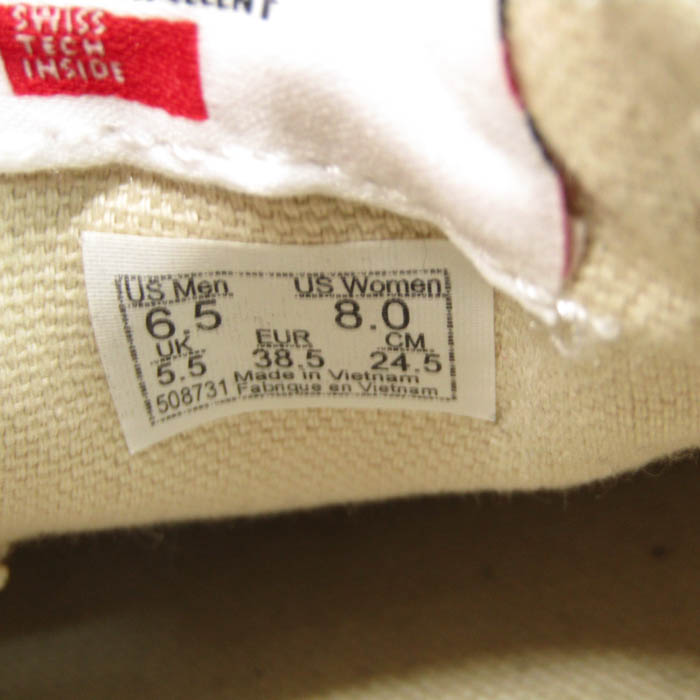 SWISS
TECH
INSIDE
US Men US Women
6.5 8.0
UK EUR CM
5.5 38.5 24.5
Made in Vietnam
508731 Fabrique en Vietnam